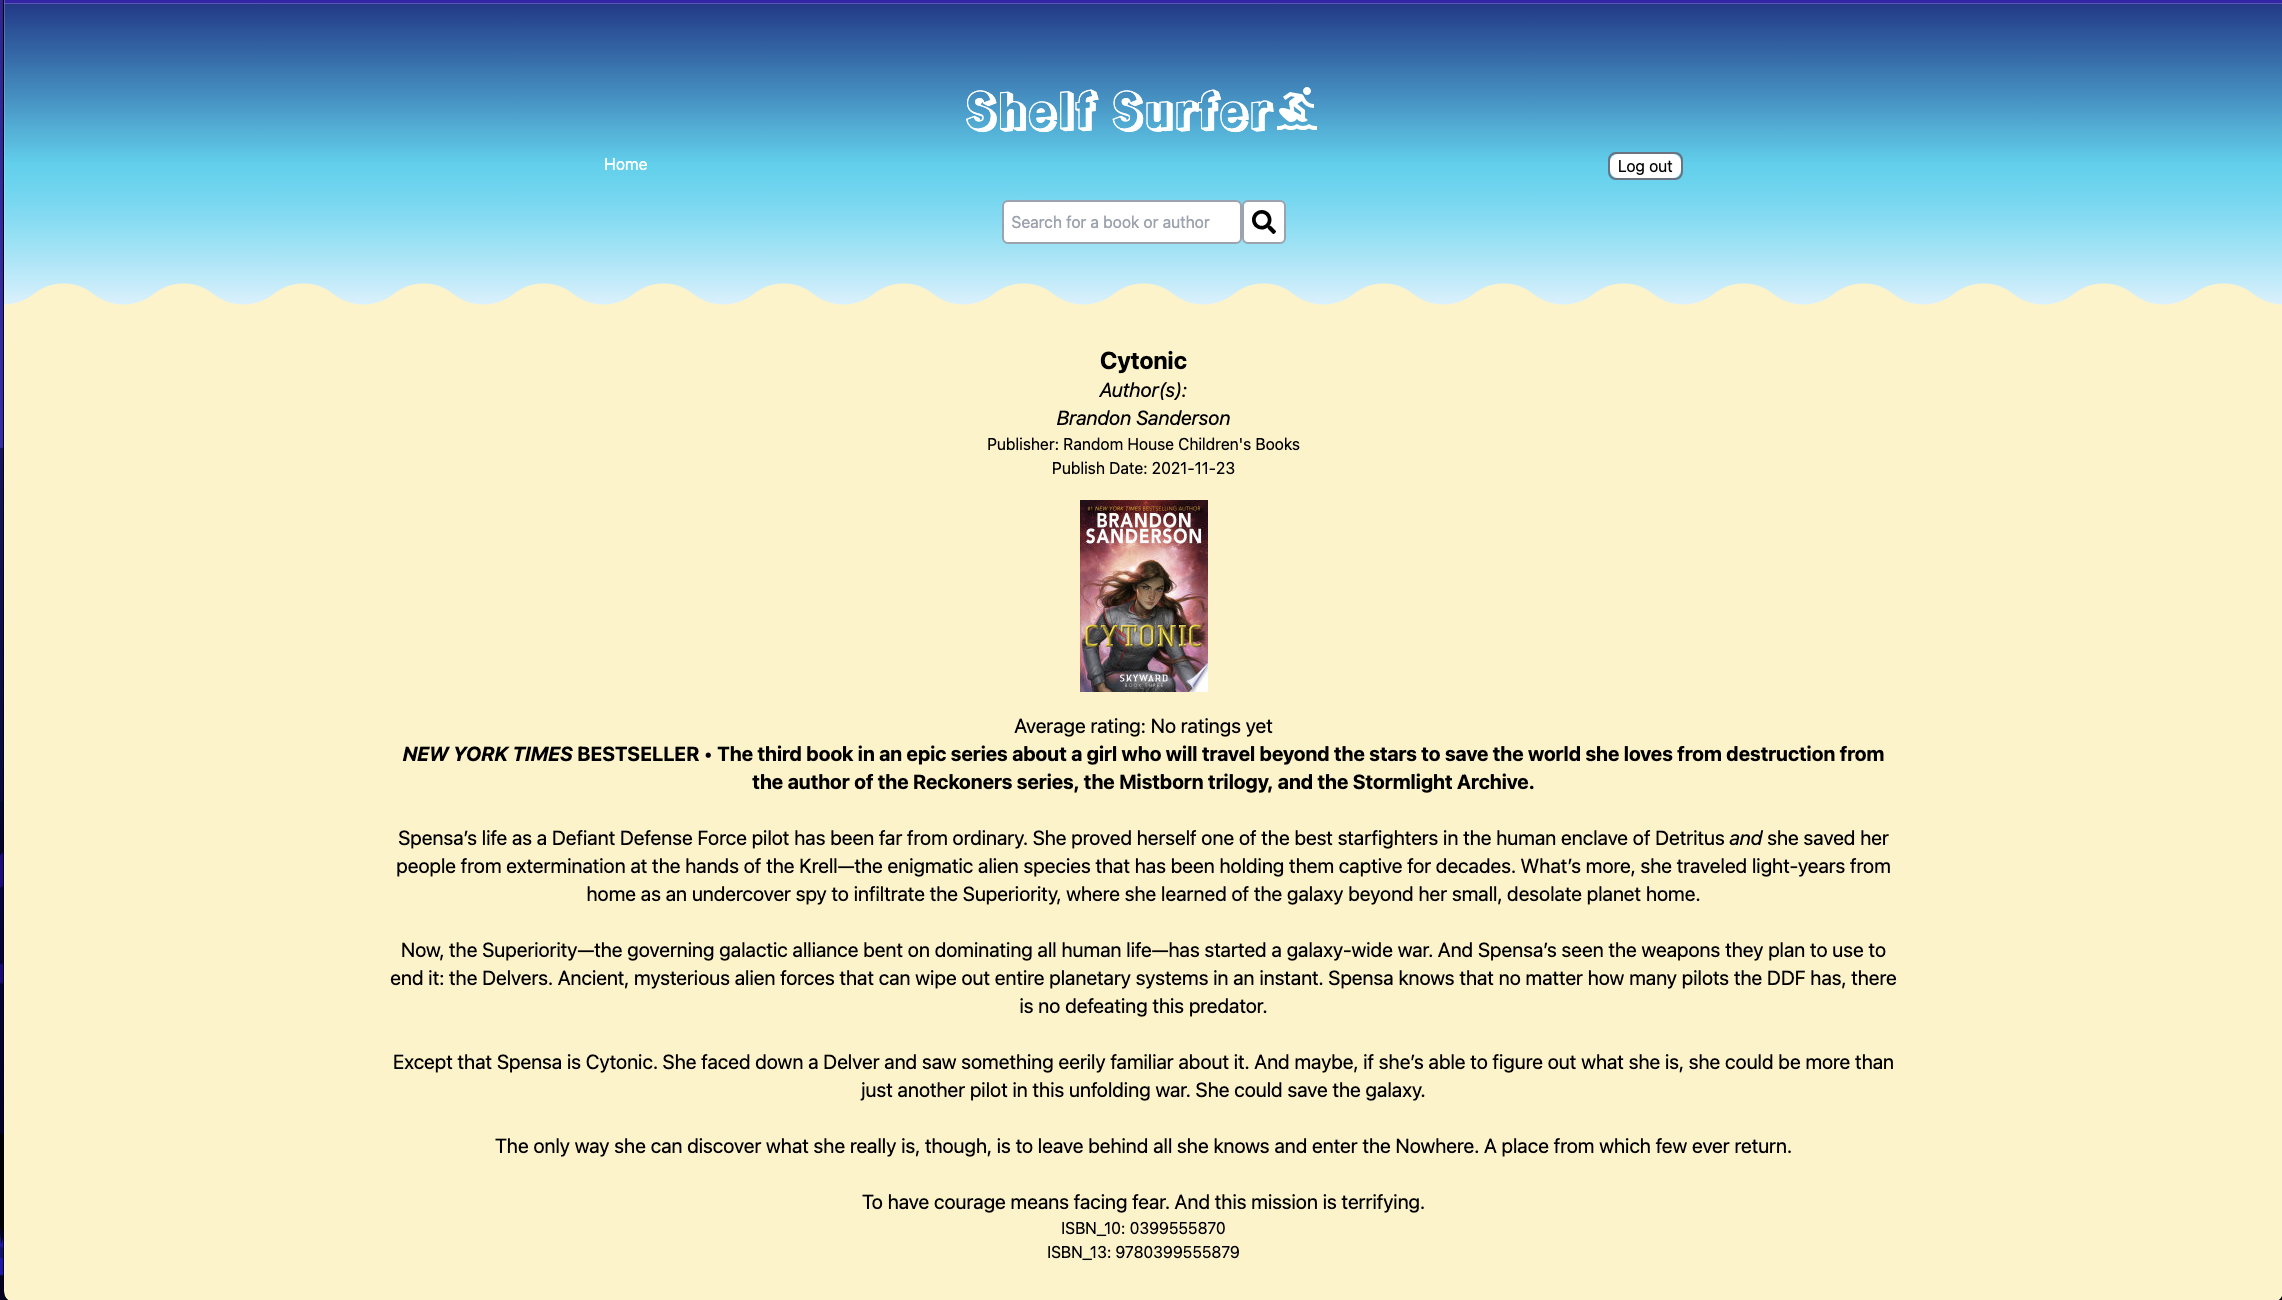 Shelf Surfer
Home
Log out
Search for a book or author
Cytonic
Author(s):
Brandon Sanderson
Publisher: Random House Children's Books
Publish Date: 2021-11-23
#1 NEW YORK TIMES BESTSELLING AUTHOR
BRANDON
SANDERSON
CYTONIC
SKYWARD
BOOK THREE
Average rating: No ratings yet
NEW YORK TIMES BESTSELLER • The third book in an epic series about a girl who will travel beyond the stars to save the world she loves from destruction from
the author of the Reckoners series, the Mistborn trilogy, and the Stormlight Archive.
Spensa’s life as a Defiant Defense Force pilot has been far from ordinary. She proved herself one of the best starfighters in the human enclave of Detritus and she saved her
people from extermination at the hands of the Krell—the enigmatic alien species that has been holding them captive for decades. What’s more, she traveled light-years from
home as an undercover spy to infiltrate the Superiority, where she learned of the galaxy beyond her small, desolate planet home.
Now, the Superiority—the governing galactic alliance bent on dominating all human life—has started a galaxy-wide war. And Spensa’s seen the weapons they plan to use to
end it: the Delvers. Ancient, mysterious alien forces that can wipe out entire planetary systems in an instant. Spensa knows that no matter how many pilots the DDF has, there
is no defeating this predator.
Except that Spensa is Cytonic. She faced down a Delver and saw something eerily familiar about it. And maybe, if she’s able to figure out what she is, she could be more than
just another pilot in this unfolding war. She could save the galaxy.
The only way she can discover what she really is, though, is to leave behind all she knows and enter the Nowhere. A place from which few ever return.
To have courage means facing fear. And this mission is terrifying.
ISBN_10: 0399555870
ISBN_13: 9780399555879